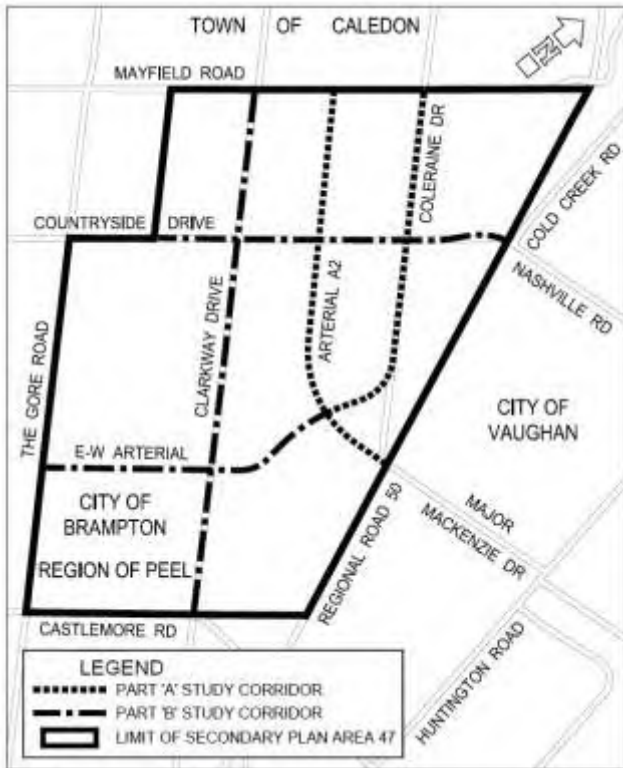 TOWN OF CALEDON
MAYFIELD ROAD
N
COLERAINE DR
COLD CREEK RD
COUNTRYSIDE DRIVE
NASHVILLE RD
ARTERIAL A2
CLARKWAY DRIVE
THE GORE ROAD
CITY OF
VAUGHAN
E-W ARTERIAL
CITY OF
BRAMPTON
REGION OF PEEL
REGIONAL ROAD 50
MAJOR
MACKENZIE DR
CASTLEMORE RD
HUNTINGTON ROAD
LEGEND
PART 'A' STUDY CORRIDOR
PART 'B' STUDY CORRIDOR
LIMIT OF SECONDARY PLAN AREA 47